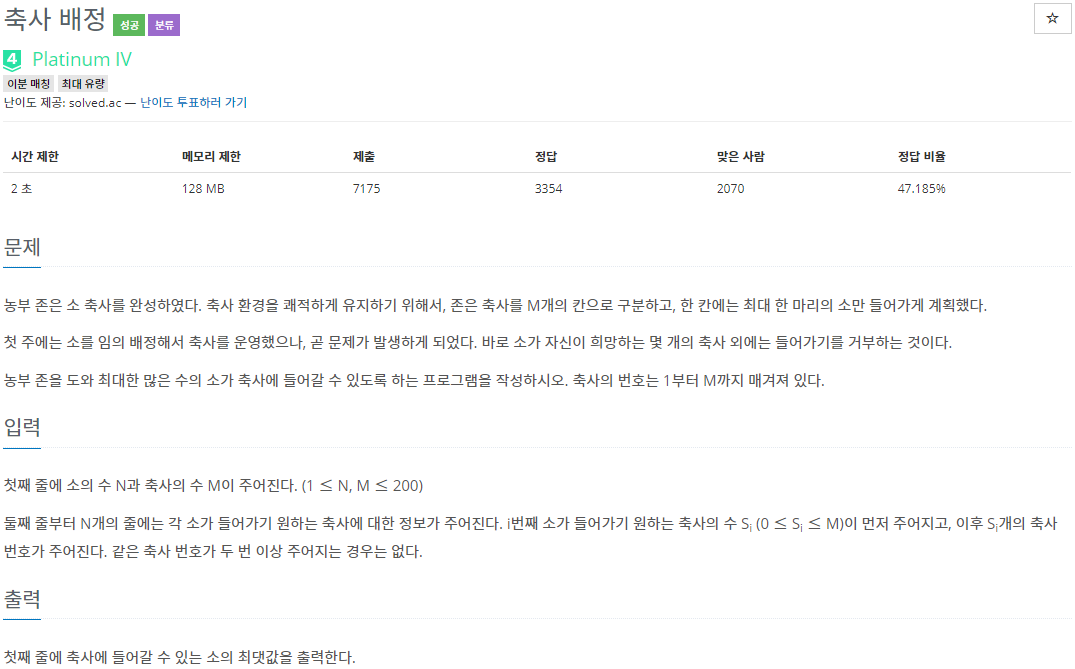 축사 배정 성공 분류
☆
4 Platinum IV
이분 매칭 최대 유량
난이도 제공: solved.ac — 난이도 투표하러 가기
시간 제한 메모리 제한 제출 정답 맞은 사람 정답 비율
2 초 128 MB 7175 3354 2070 47.185%
문제
농부 존은 소 축사를 완성하였다. 축사 환경을 쾌적하게 유지하기 위해서, 존은 축사를 M개의 칸으로 구분하고, 한 칸에는 최대 한 마리의 소만 들어가게 계획했다.
첫 주에는 소를 임의 배정해서 축사를 운영했으나, 곧 문제가 발생하게 되었다. 바로 소가 자신이 희망하는 몇 개의 축사 외에는 들어가기를 거부하는 것이다.
농부 존을 도와 최대한 많은 수의 소가 축사에 들어갈 수 있도록 하는 프로그램을 작성하시오. 축사의 번호는 1부터 M까지 매겨져 있다.
입력
첫째 줄에 소의 수 N과 축사의 수 M이 주어진다. (1 ≤ N, M ≤ 200)
둘째 줄부터 N개의 줄에는 각 소가 들어가기 원하는 축사에 대한 정보가 주어진다. i번째 소가 들어가기 원하는 축사의 수 Si (0 ≤ Si ≤ M)이 먼저 주어지고, 이후 Si개의 축사
번호가 주어진다. 같은 축사 번호가 두 번 이상 주어지는 경우는 없다.
출력
첫째 줄에 축사에 들어갈 수 있는 소의 최댓값을 출력한다.